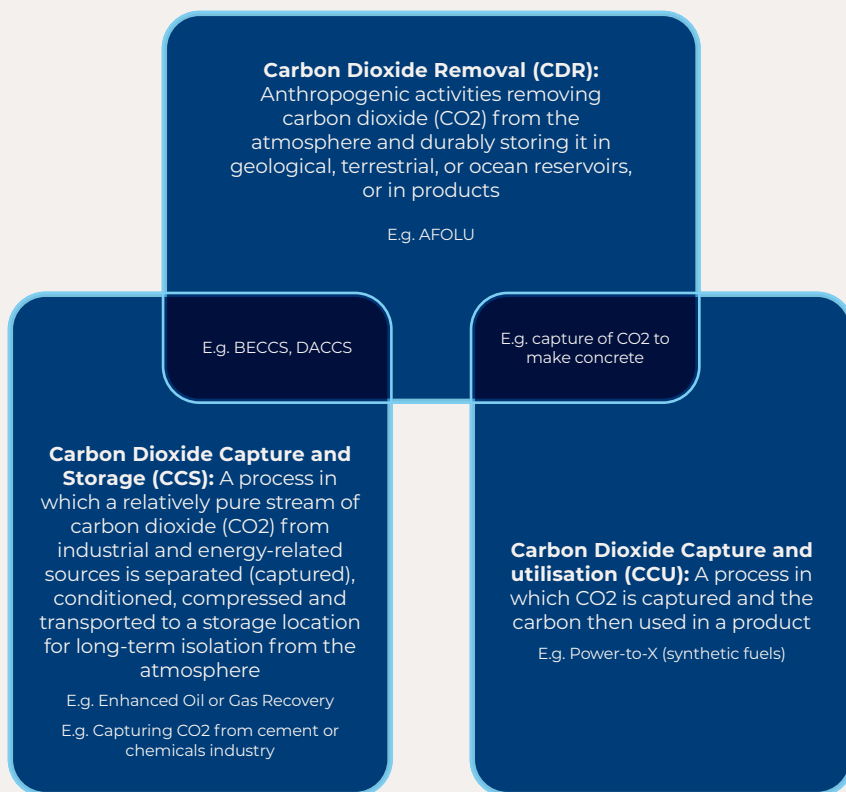 Carbon Dioxide Removal (CDR):
Anthropogenic activities removing
carbon dioxide (CO2) from the
atmosphere and durably storing it in
geological, terrestrial, or ocean reservoirs,
or in products
E.g. AFOLU
E.g. BECCS, DACCS
E.g. capture of CO2 to
make concrete
Carbon Dioxide Capture and
Storage (CCS): A process in
which a relatively pure stream of
carbon dioxide (CO2) from
industrial and energy-related
sources is separated (captured),
conditioned, compressed and
transported to a storage location
for long-term isolation from the
atmosphere
E.g. Enhanced Oil or Gas Recovery
E.g. Capturing CO2 from cement or
chemicals industry
Carbon Dioxide Capture and
utilisation (CCU): A process in
which CO2 is captured and the
carbon then used in a product
E.g. Power-to-X (synthetic fuels)